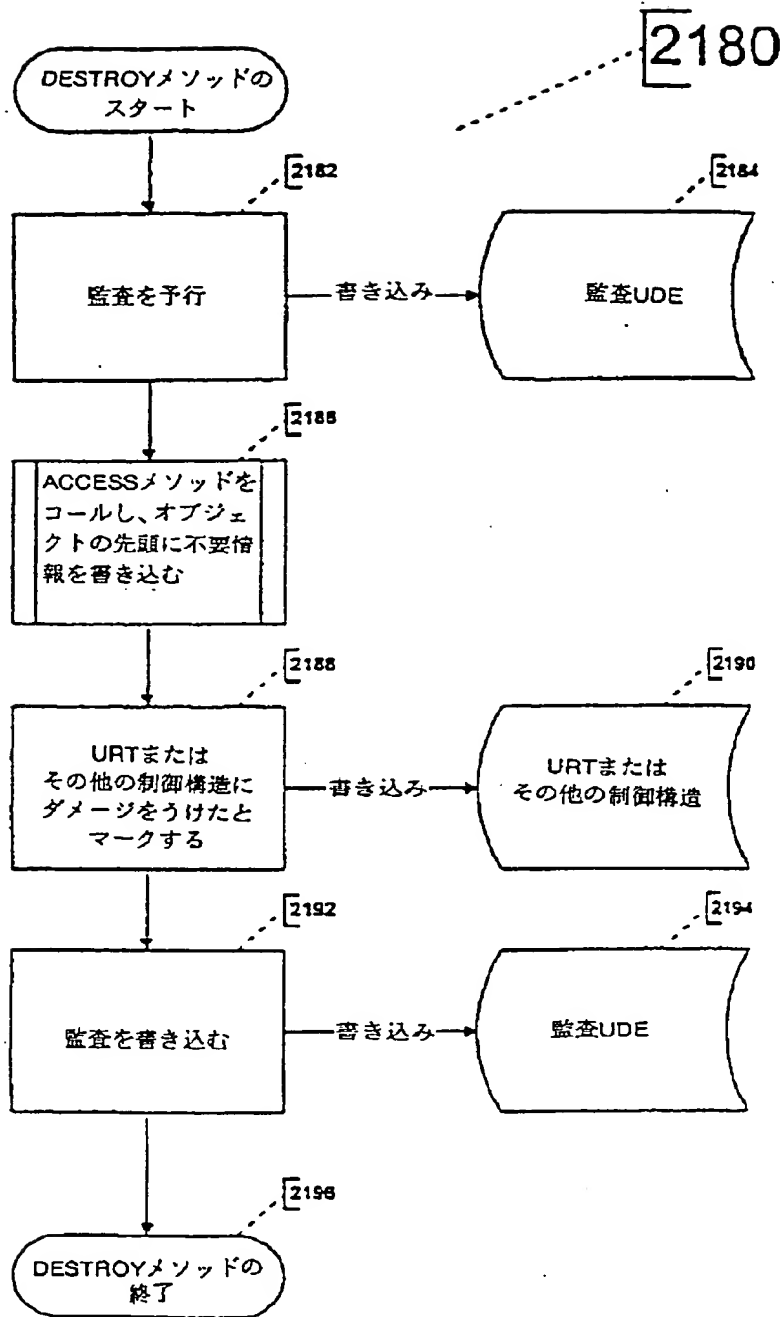 2180
DESTROYメソッドの
スタート
2182
監査を予行
書き込み
2184
監査UDE
2186
ACCESSメソッドを
コールし、オブジェ
クトの先頭に不要情
報を書き込む
2188
URTまたは
その他の制御構造に
ダメージをうけたと
マークする
書き込み
2190
URTまたは
その他の制御構造
2192
監査を書き込む
書き込み
2194
監査UDE
2196
DESTROYメソッドの
終了